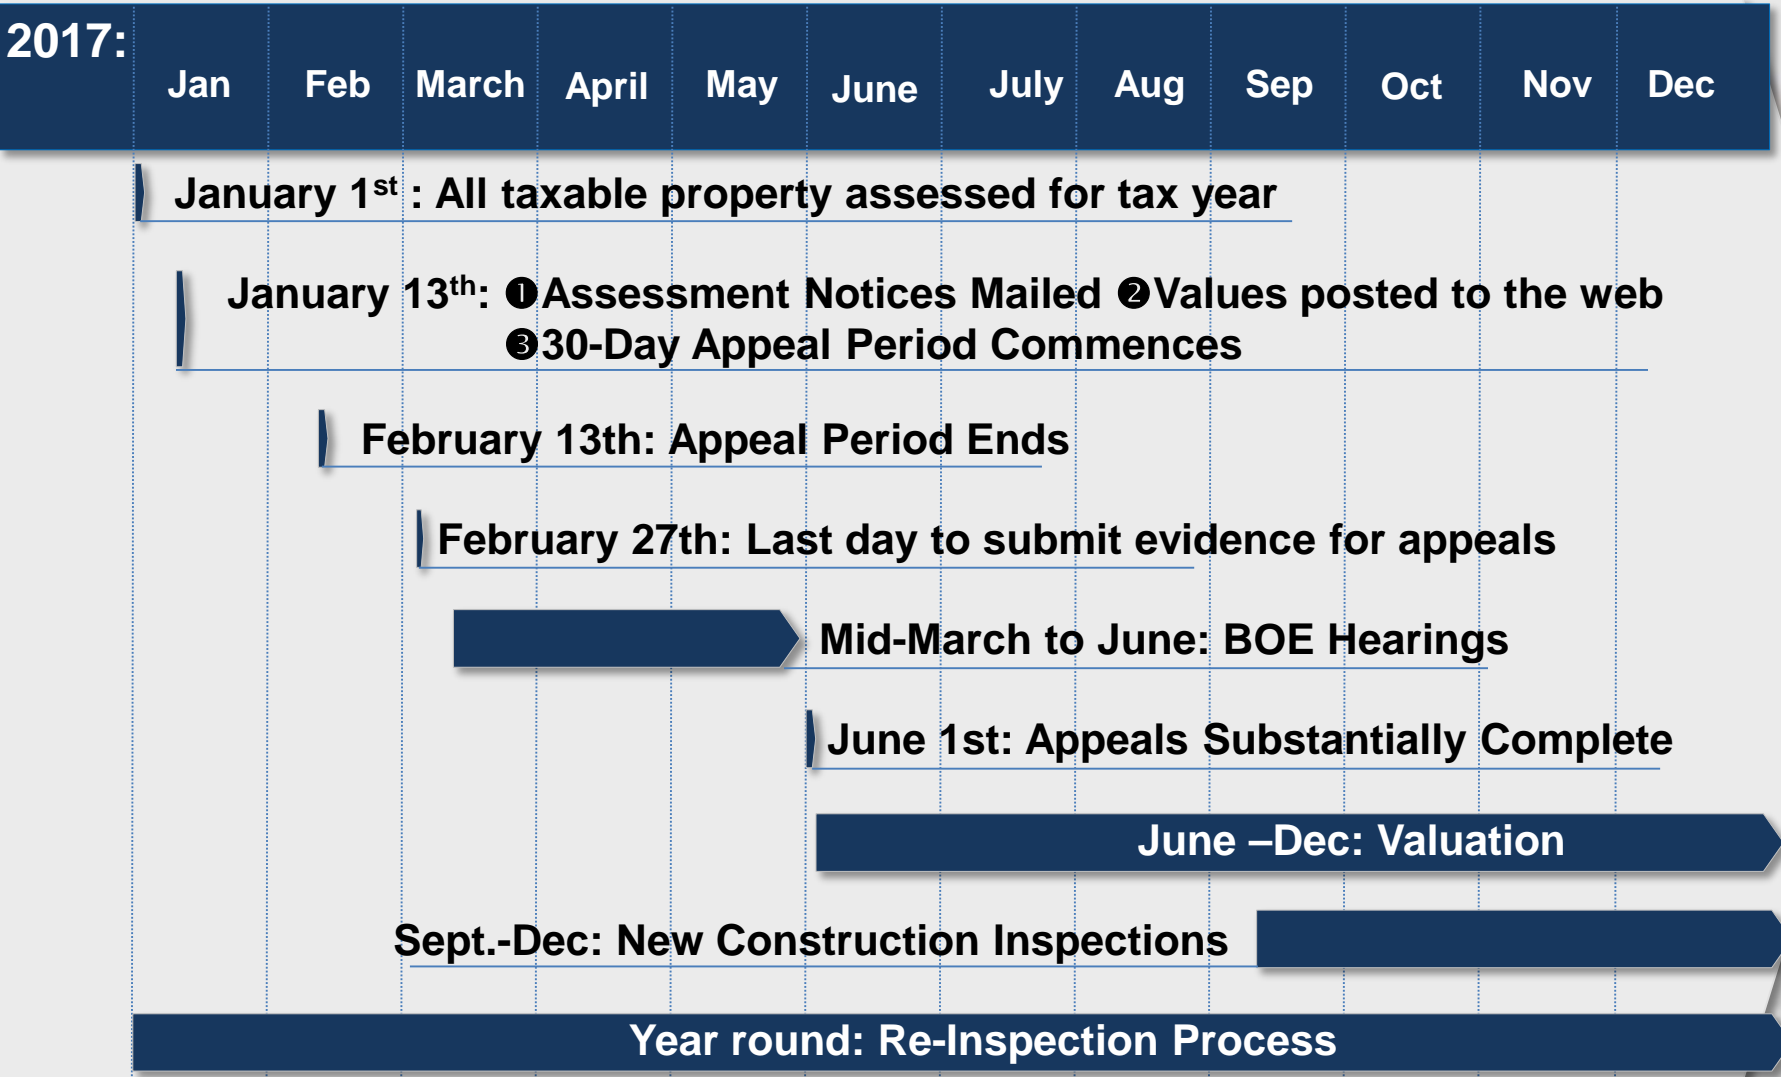 2017:
Jan Feb March April May June July Aug Sep Oct Nov Dec
January 1st : All taxable property assessed for tax year
January 13th: ❶Assessment Notices Mailed ❷Values posted to the web
❸30-Day Appeal Period Commences
February 13th: Appeal Period Ends
February 27th: Last day to submit evidence for appeals
Mid-March to June: BOE Hearings
June 1st: Appeals Substantially Complete
June –Dec: Valuation
Sept.-Dec: New Construction Inspections
Year round: Re-Inspection Process